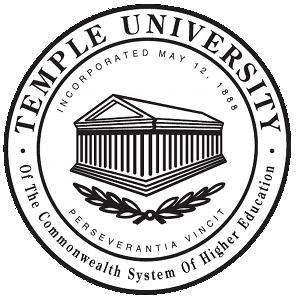 TEMPLE UNIVERSITY
INCORPORATED MAY 12, 1888
PERSEVERANTIA VINCIT
· Of The Commonwealth System Of Higher Education ·